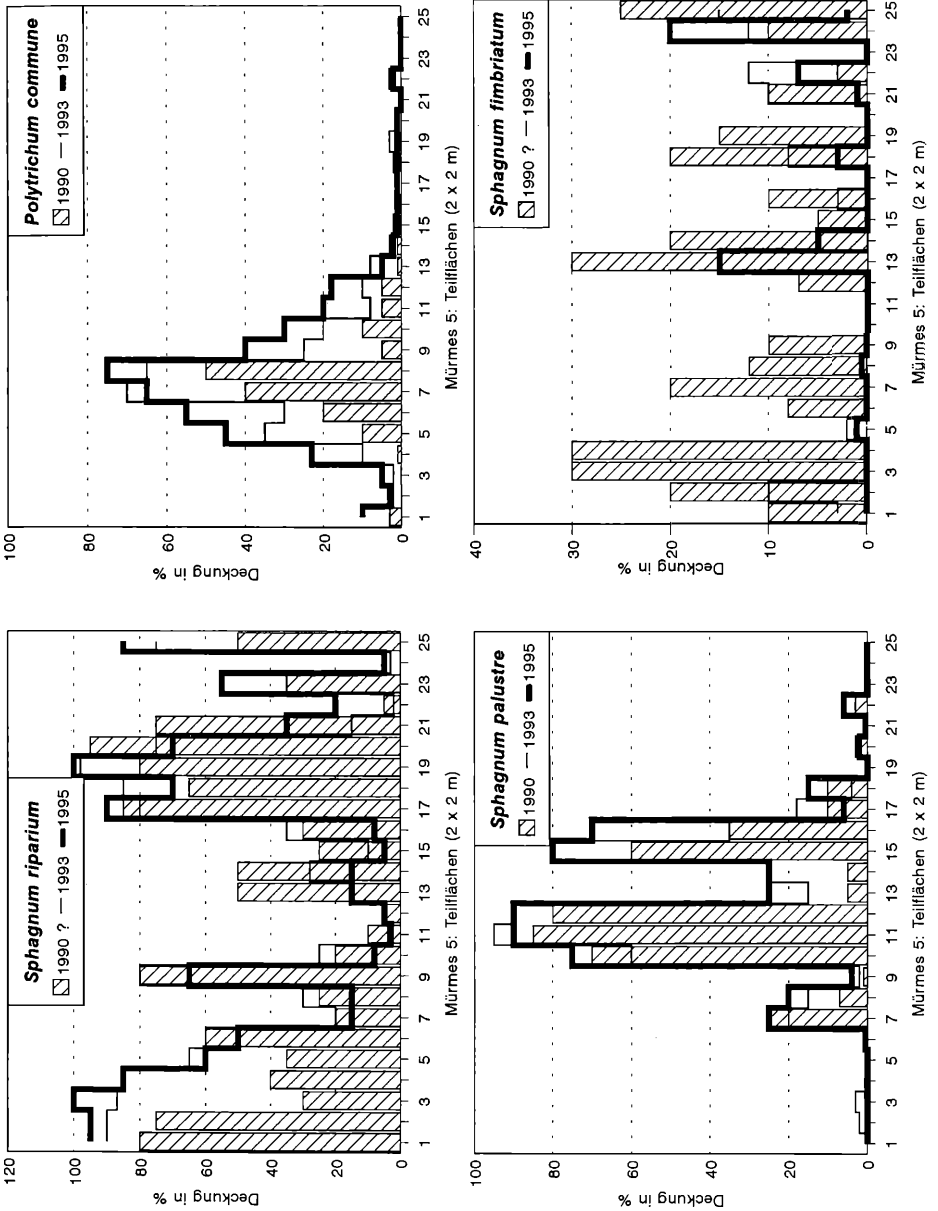 Sphagnum riparium
1990 ? 1993 1995
Deckung in %
120
100
80
60
40
20
0
1 3 5 7 9 11 13 15 17 19 21 23 25
Mürmes 5: Teilflächen (2 x 2 m)
Polytrichum commune
1990 1993 1995
Deckung in %
100
80
60
40
20
0
1 3 5 7 9 11 13 15 17 19 21 23 25
Mürmes 5: Teilflächen (2 x 2 m)
Sphagnum palustre
1990 1993 1995
Deckung in %
100
80
60
40
20
0
1 3 5 7 9 11 13 15 17 19 21 23 25
Mürmes 5: Teilflächen (2 x 2 m)
Sphagnum fimbriatum
1990 ? 1993 1995
Deckung in %
40
30
20
10
0
1 3 5 7 9 11 13 15 17 19 21 23 25
Mürmes 5: Teilflächen (2 x 2 m)